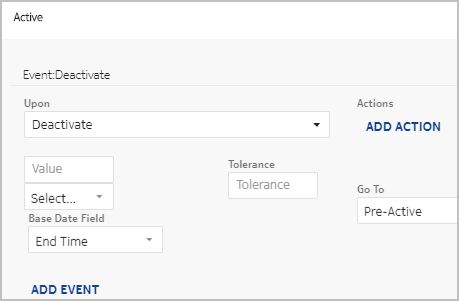 Active
Event:Deactivate
Upon
Actions
Deactivate
ADD ACTION
Value
Tolerance
Select...
Tolerance
Go To
Base Date Field
Pre-Active
End Time
ADD EVENT